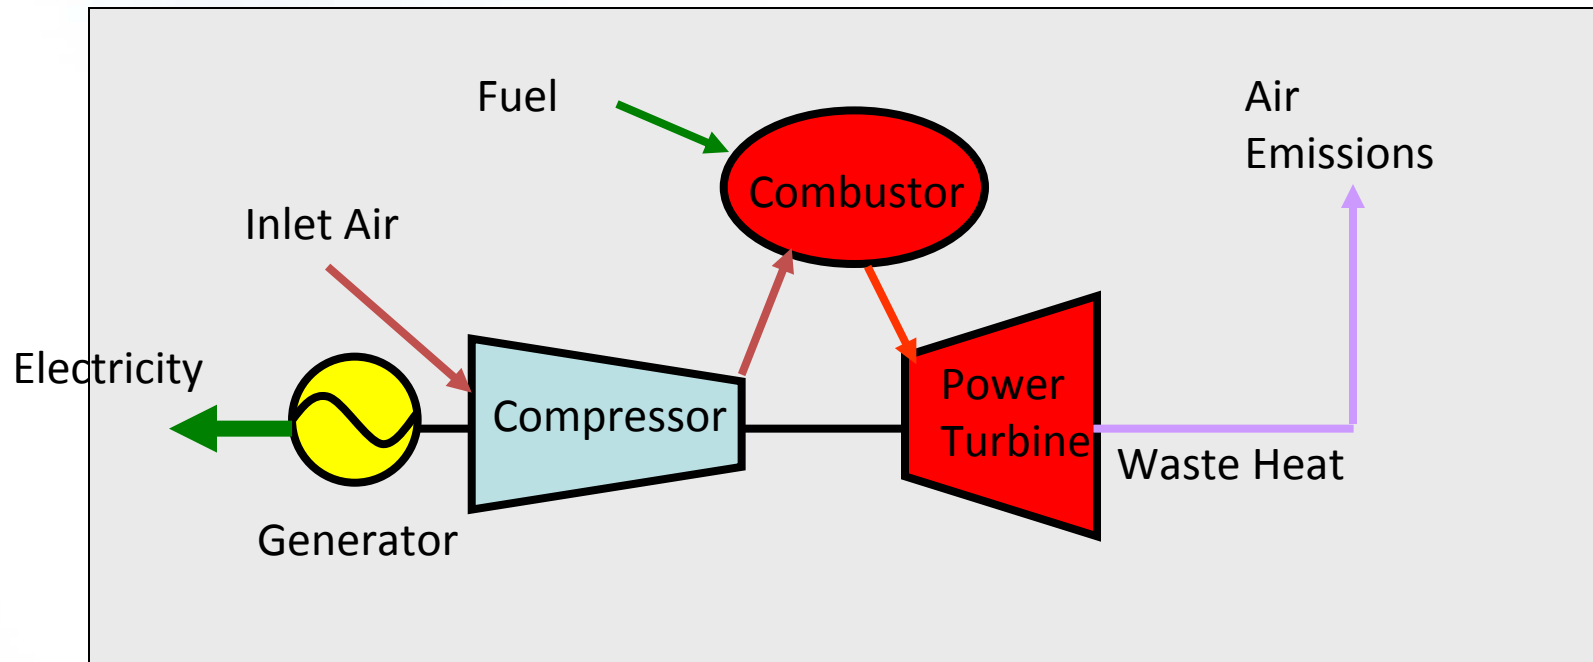 Fuel
Air
Emissions
Combustor
Inlet Air
Electricity
Compressor
Power
Turbine
Waste Heat
Generator